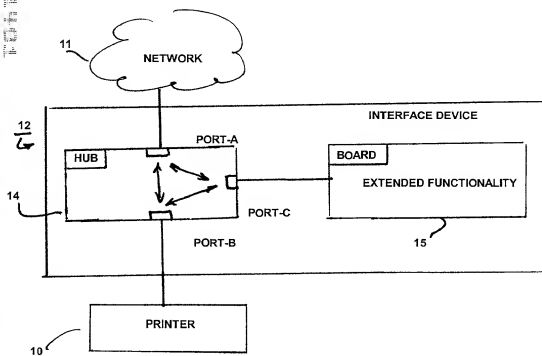 11
NETWORK
12
INTERFACE DEVICE
PORT-A
HUB
BOARD
EXTENDED FUNCTIONALITY
14
PORT-C
15
PORT-B
PRINTER
10